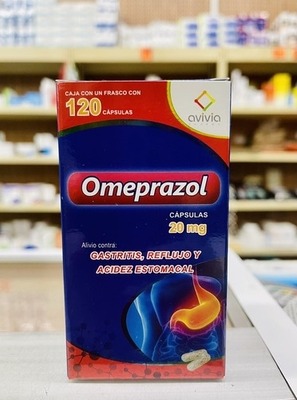 CAJA CON UN FRASCO CON
120 CÁPSULAS
avivia
Omeprazol
CÁPSULAS
20 mg
Alivio contra:
GASTRITIS, REFLUJO Y
ACIDEZ ESTOMACAL